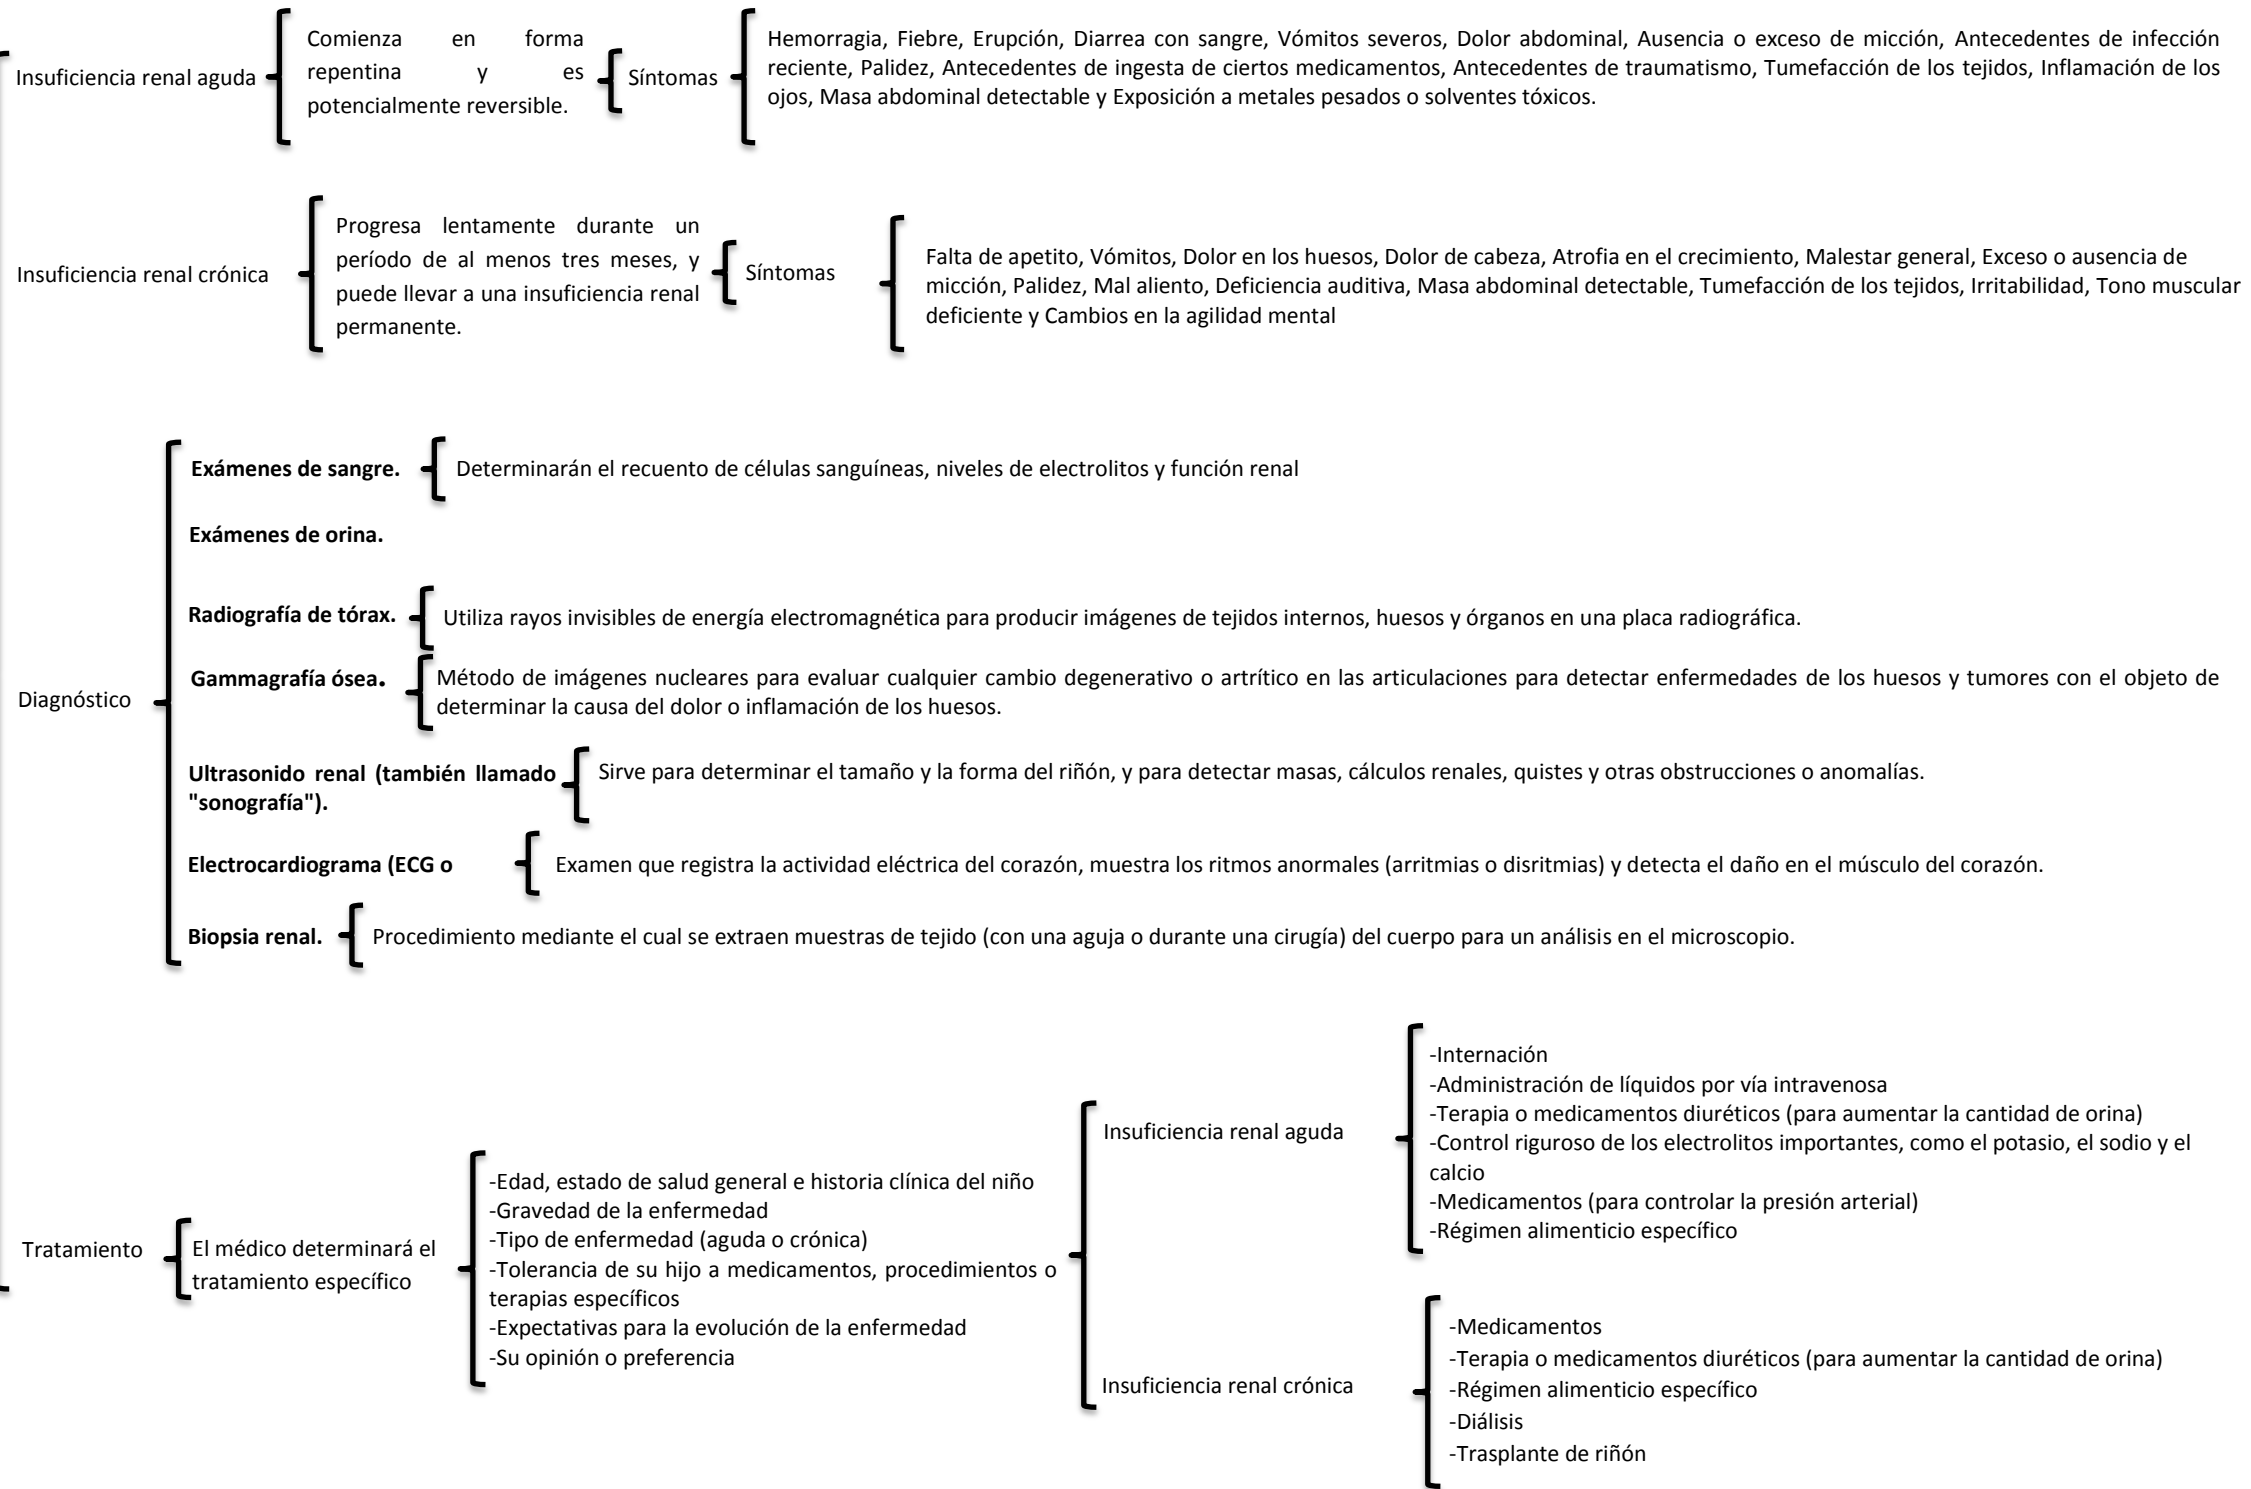 Insuficiencia renal aguda
Comienza en forma
repentina y es
potencialmente reversible.
Síntomas
Hemorragia, Fiebre, Erupción, Diarrea con sangre, Vómitos severos, Dolor abdominal, Ausencia o exceso de micción, Antecedentes de infección
reciente, Palidez, Antecedentes de ingesta de ciertos medicamentos, Antecedentes de traumatismo, Tumefacción de los tejidos, Inflamación de los
ojos, Masa abdominal detectable y Exposición a metales pesados o solventes tóxicos.
Insuficiencia renal crónica
Progresa lentamente durante un
período de al menos tres meses, y
puede llevar a una insuficiencia renal
permanente.
Síntomas
Falta de apetito, Vómitos, Dolor en los huesos, Dolor de cabeza, Atrofia en el crecimiento, Malestar general, Exceso o ausencia de
micción, Palidez, Mal aliento, Deficiencia auditiva, Masa abdominal detectable, Tumefacción de los tejidos, Irritabilidad, Tono muscular
deficiente y Cambios en la agilidad mental
Diagnóstico
Exámenes de sangre.
Determinarán el recuento de células sanguíneas, niveles de electrolitos y función renal
Exámenes de orina.
Radiografía de tórax.
Utiliza rayos invisibles de energía electromagnética para producir imágenes de tejidos internos, huesos y órganos en una placa radiográfica.
Gammagrafía ósea.
Método de imágenes nucleares para evaluar cualquier cambio degenerativo o artrítico en las articulaciones para detectar enfermedades de los huesos y tumores con el objeto de
determinar la causa del dolor o inflamación de los huesos.
Ultrasonido renal (también llamado
"sonografía").
Sirve para determinar el tamaño y la forma del riñón, y para detectar masas, cálculos renales, quistes y otras obstrucciones o anomalías.
Electrocardiograma (ECG o
Examen que registra la actividad eléctrica del corazón, muestra los ritmos anormales (arritmias o disritmias) y detecta el daño en el músculo del corazón.
Biopsia renal.
Procedimiento mediante el cual se extraen muestras de tejido (con una aguja o durante una cirugía) del cuerpo para un análisis en el microscopio.
Tratamiento
El médico determinará el
tratamiento específico
-Edad, estado de salud general e historia clínica del niño
-Gravedad de la enfermedad
-Tipo de enfermedad (aguda o crónica)
-Tolerancia de su hijo a medicamentos, procedimientos o
terapias específicos
-Expectativas para la evolución de la enfermedad
-Su opinión o preferencia
Insuficiencia renal aguda
-Internación
-Administración de líquidos por vía intravenosa
-Terapia o medicamentos diuréticos (para aumentar la cantidad de orina)
-Control riguroso de los electrolitos importantes, como el potasio, el sodio y el
calcio
-Medicamentos (para controlar la presión arterial)
-Régimen alimenticio específico
Insuficiencia renal crónica
-Medicamentos
-Terapia o medicamentos diuréticos (para aumentar la cantidad de orina)
-Régimen alimenticio específico
-Diálisis
-Trasplante de riñón